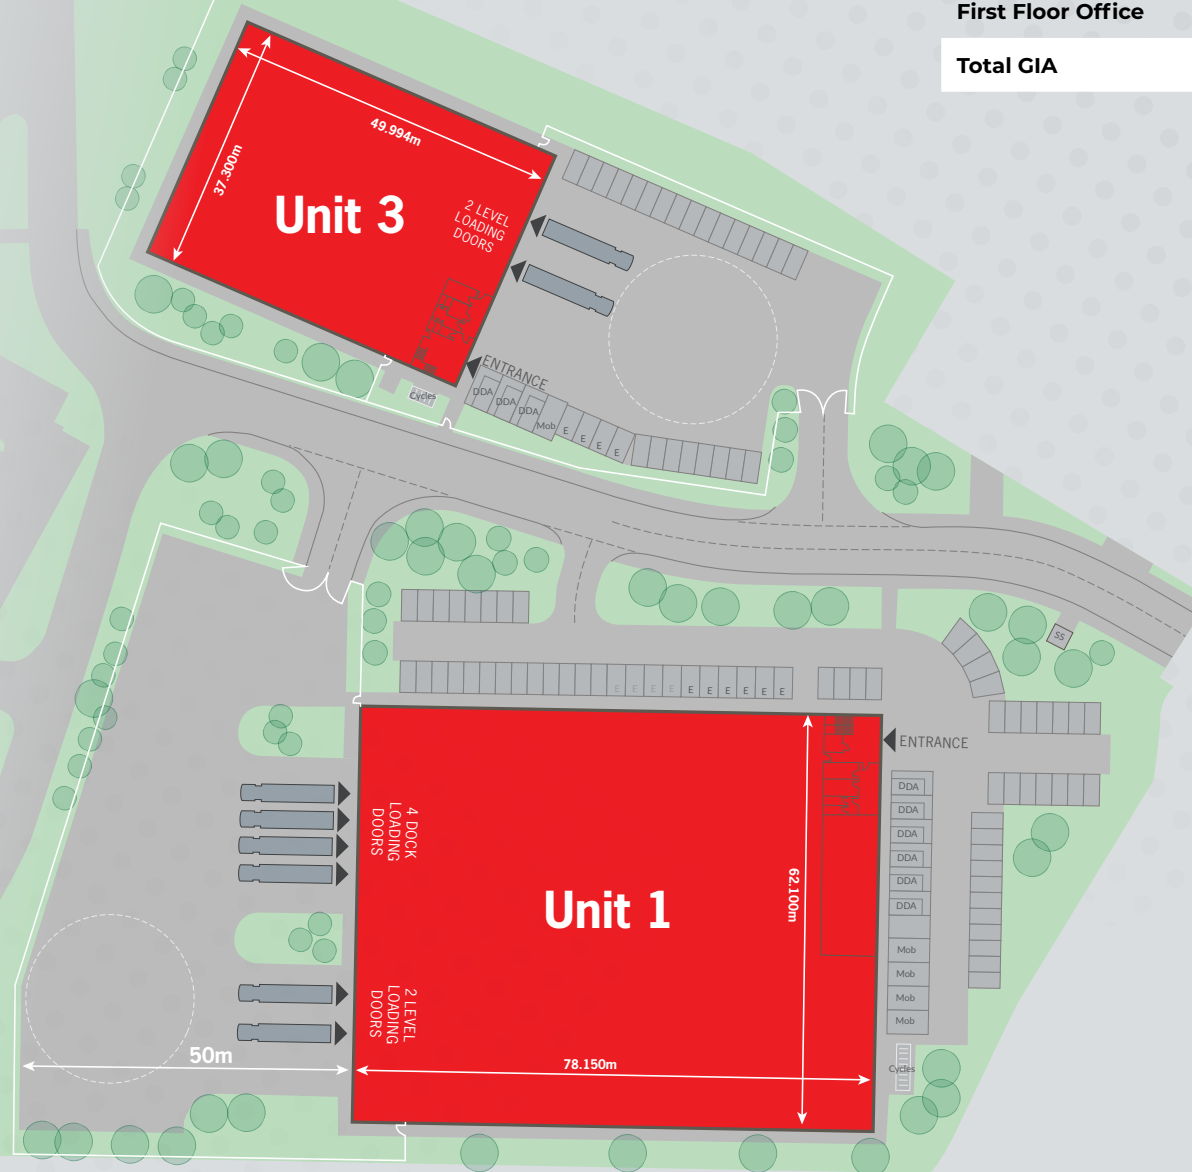 First Floor Office
Total GIA
49.994m
37.300m
Unit 3
2 LEVEL
LOADING
DOORS
ENTRANCE
Cycles
DDA
DDA
DDA
Mob
E
E
E
E
SS
E
E
E
E
E
E
E
E
E
E
ENTRANCE
DDA
DDA
DDA
DDA
DDA
DDA
Mob
Mob
Mob
Mob
4 DOCK
LOADING
DOORS
62.100m
Unit 1
2 LEVEL
LOADING
DOORS
50m
78.150m
Cycles